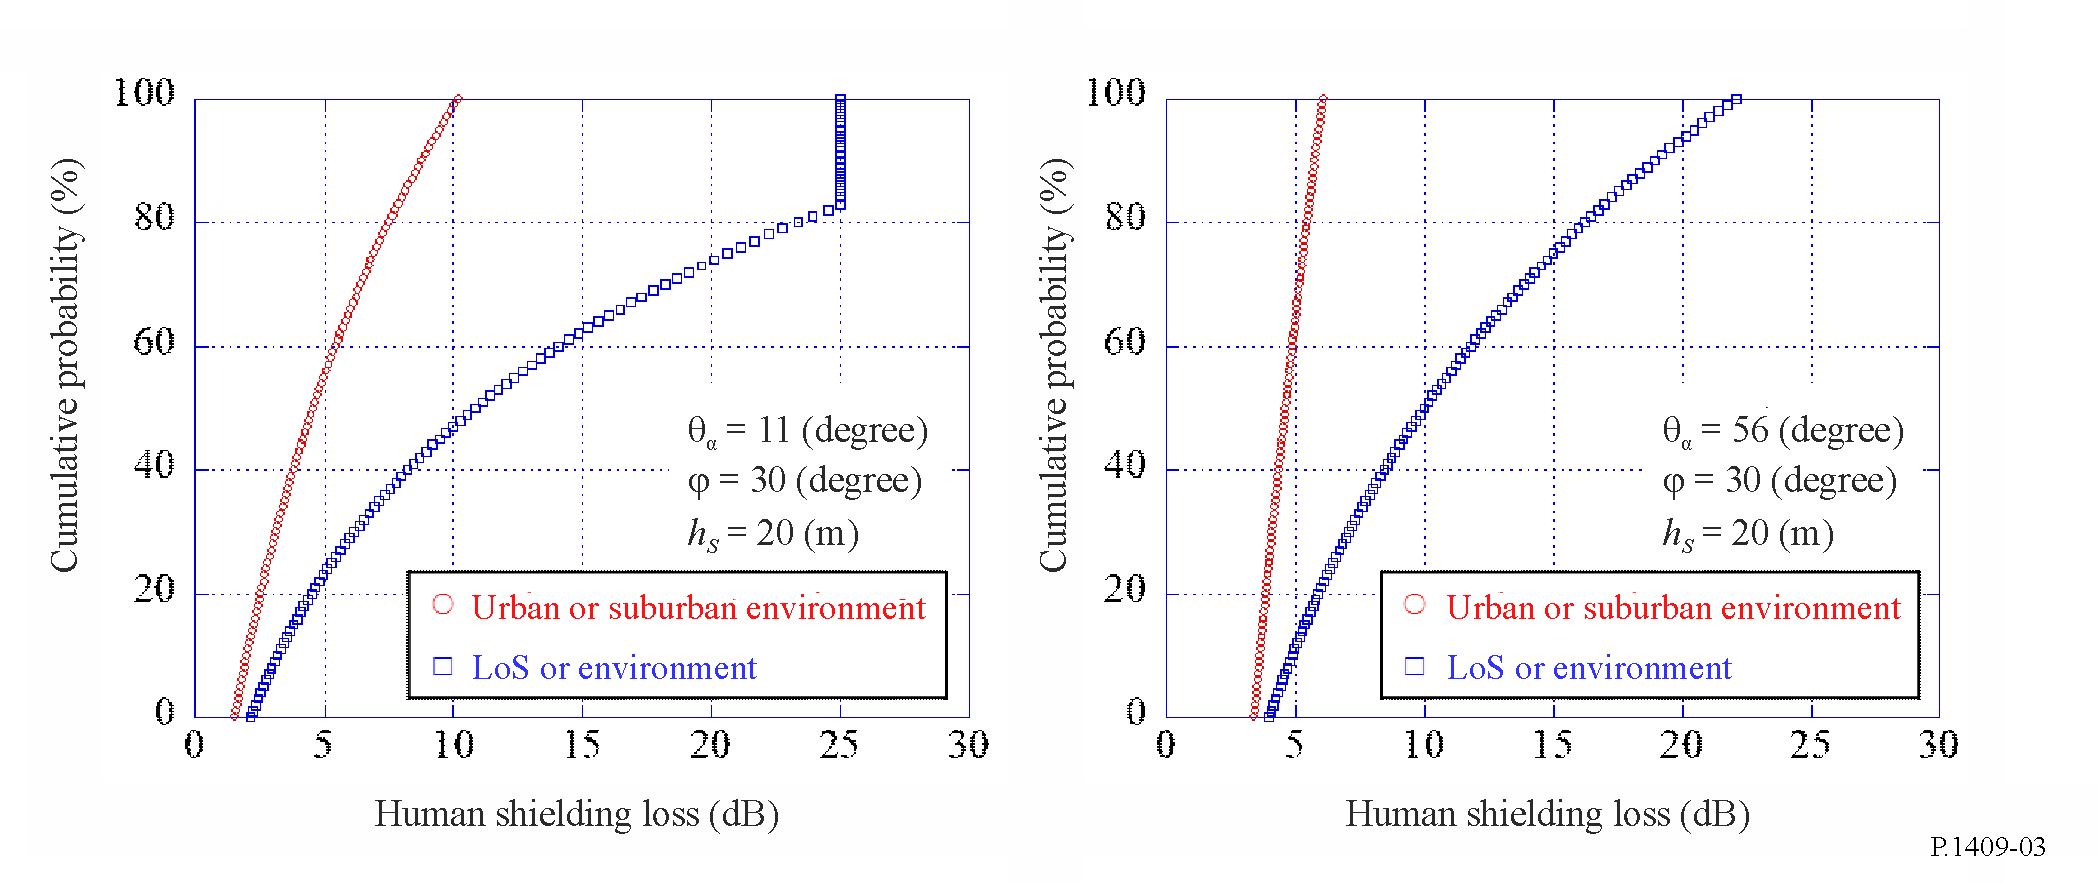 Cumulative probability (%)
100
80
60
40
20
0
0 5 10 15 20 25 30
Human shielding loss (dB)
θα = 11 (degree)
φ = 30 (degree)
hS = 20 (m)
Urban or suburban environment
LoS or environment
Cumulative probability (%)
100
80
60
40
20
0
0 5 10 15 20 25 30
Human shielding loss (dB)
θα = 56 (degree)
φ = 30 (degree)
hS = 20 (m)
Urban or suburban environment
LoS or environment
P.1409-03